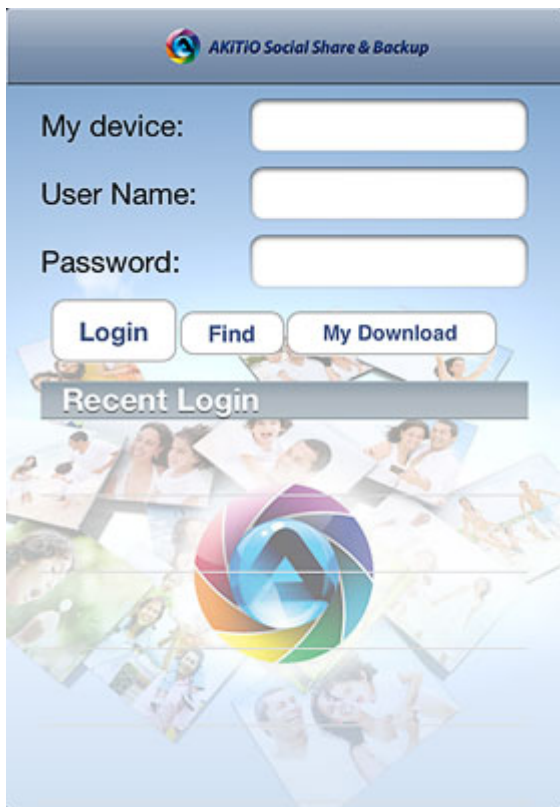 AKiTiO Social Share & Backup
My device:
User Name:
Password:
Login Find My Download
Recent Login